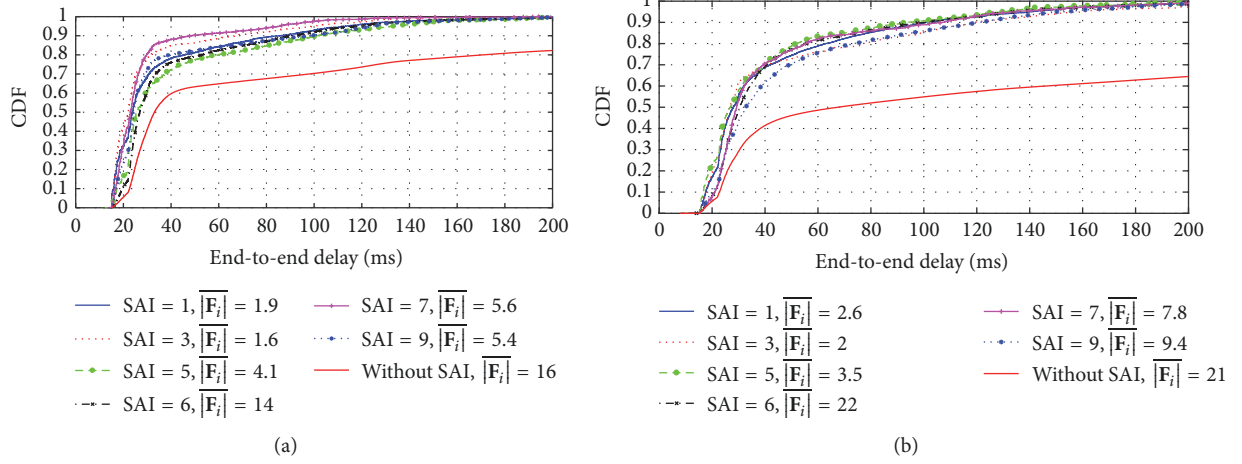 1
0.9
0.8
0.7
0.6
0.5
0.4
0.3
0.2
0.1
0
CDF
0 20 40 60 80 100 120 140 160 180 200
End-to-end delay (ms)
SAI = 1, |F_i| = 1.9
SAI = 3, |F_i| = 1.6
SAI = 5, |F_i| = 4.1
SAI = 6, |F_i| = 14
SAI = 7, |F_i| = 5.6
SAI = 9, |F_i| = 5.4
Without SAI, |F_i| = 16
(a)
1
0.9
0.8
0.7
0.6
0.5
0.4
0.3
0.2
0.1
0
CDF
0 20 40 60 80 100 120 140 160 180 200
End-to-end delay (ms)
SAI = 1, |F_i| = 2.6
SAI = 3, |F_i| = 2
SAI = 5, |F_i| = 3.5
SAI = 6, |F_i| = 22
SAI = 7, |F_i| = 7.8
SAI = 9, |F_i| = 9.4
Without SAI, |F_i| = 21
(b)